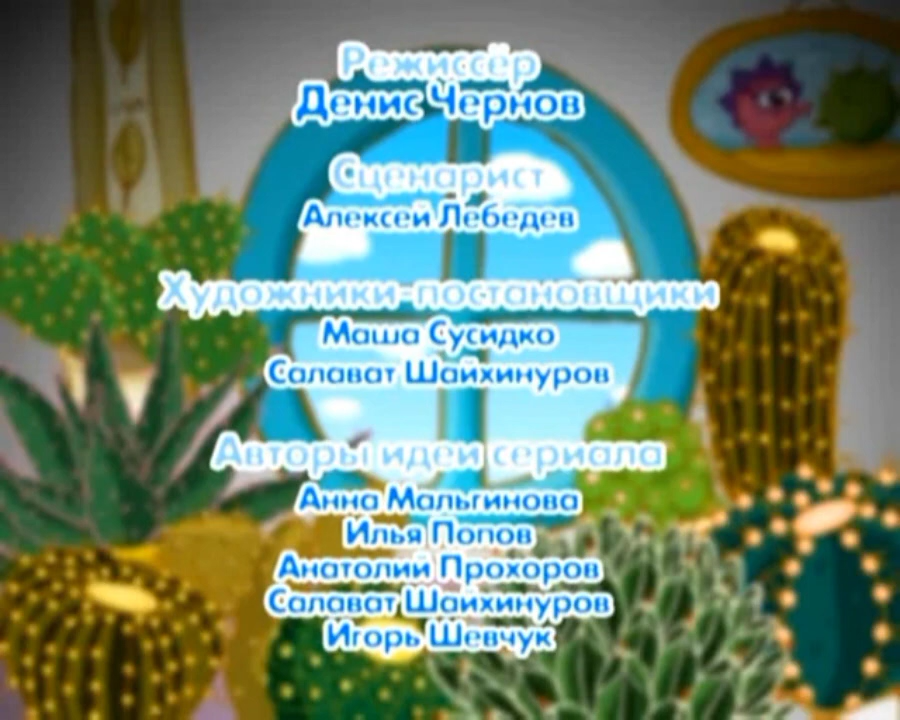 Режиссёр
Денис Чернов
Сценарист
Алексей Лебедев
Художники-постановщики
Маша Сусидко
Салават Шайхинуров
Авторы идеи сериала
Анна Мальгинова
Илья Попов
Анатолий Прохоров
Салават Шайхинуров
Игорь Шевчук